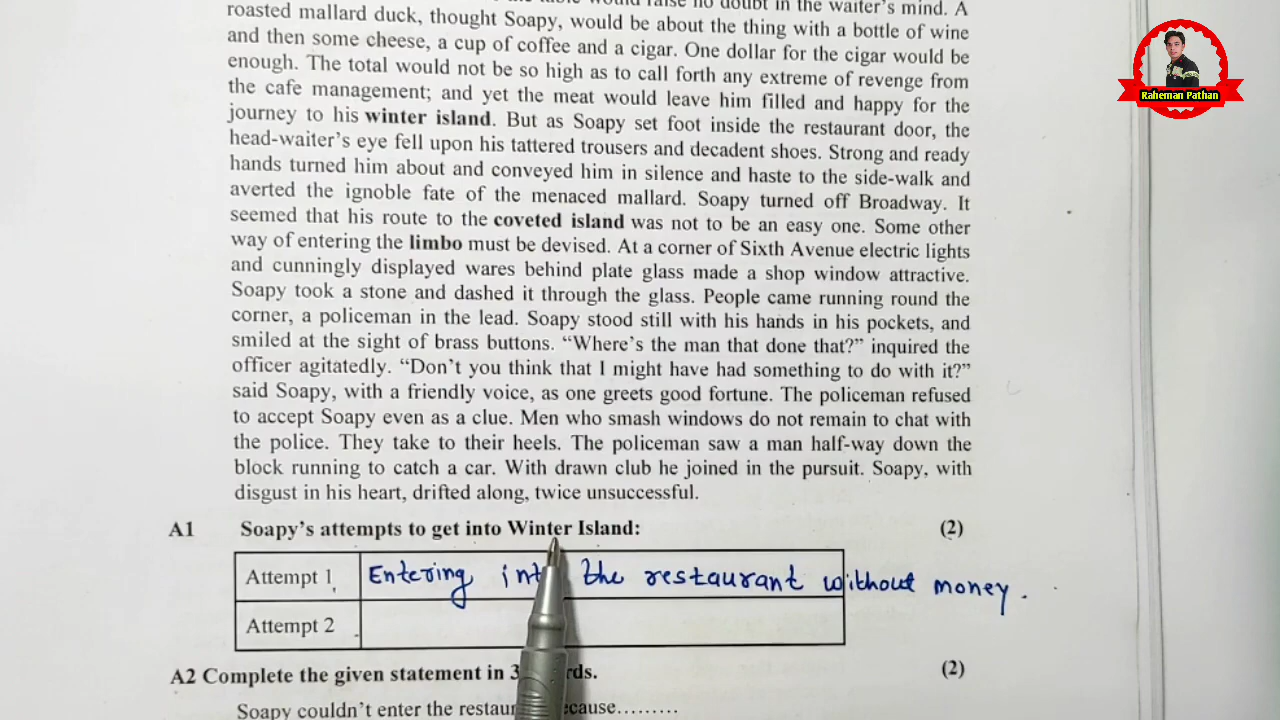 the table would raise no doubt in the waiter's mind. A
roasted mallard duck, thought Soapy, would be about the thing with a bottle of wine
and then some cheese, a cup of coffee and a cigar. One dollar for the cigar would be
enough. The total would not be so high as to call forth any extreme of revenge from
the cafe management; and yet the meat would leave him filled and happy for the
journey to his winter island. But as Soapy set foot inside the restaurant door, the
head-waiter's eye fell upon his tattered trousers and decadent shoes. Strong and ready
hands turned him about and conveyed him in silence and haste to the side-walk and
averted the ignoble fate of the menaced mallard. Soapy turned off Broadway. It
seemed that his route to the coveted island was not to be an easy one. Some other
way of entering the limbo must be devised. At a corner of Sixth Avenue electric lights
and cunningly displayed wares behind plate glass made a shop window attractive.
Soapy took a stone and dashed it through the glass. People came running round the
corner, a policeman in the lead. Soapy stood still with his hands in his pockets, and
smiled at the sight of brass buttons. “Where's the man that done that?” inquired the
officer agitatedly. “Don't you think that I might have had something to do with it?”
said Soapy, with a friendly voice, as one greets good fortune. The policeman refused
to accept Soapy even as a clue. Men who smash windows do not remain to chat with
the police. They take to their heels. The policeman saw a man half-way down the
block running to catch a car. With drawn club he joined in the pursuit. Soapy, with
disgust in his heart, drifted along, twice unsuccessful.
A1 Soapy's attempts to get into Winter Island: (2)
Attempt 1 Entering into the restaurant without money.
Attempt 2
A2 Complete the given statement in (2)
Soapy couldn't enter the because.........
Raheman Pathan